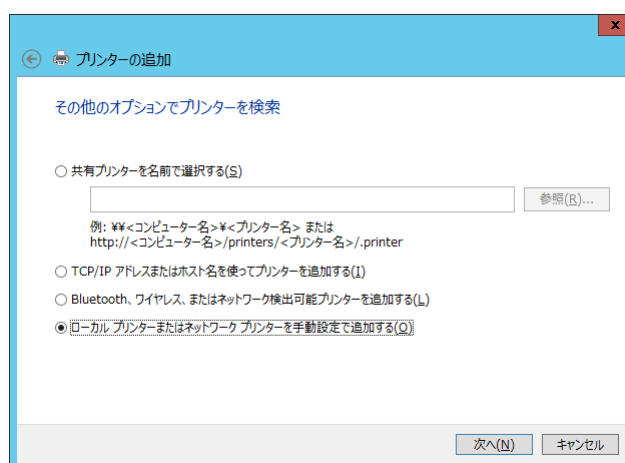 プリンターの追加
その他のオプションでプリンターを検索
共有プリンターを名前で選択する(S)
参照(R)...
例: ¥¥<コンピューター名>¥<プリンター名> または
http://<コンピューター名>/printers/<プリンター名>/.printer
TCP/IP アドレスまたはホスト名を使ってプリンターを追加する(I)
Bluetooth、ワイヤレス、またはネットワーク検出可能プリンターを追加する(L)
ローカル プリンターまたはネットワーク プリンターを手動設定で追加する(O)
次へ(N)
キャンセル